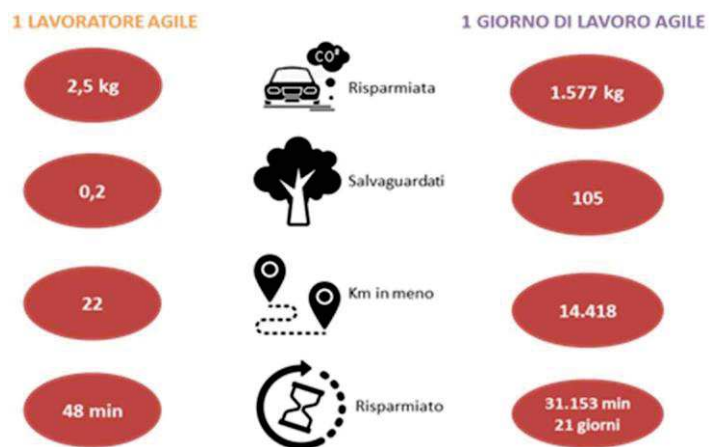 1 LAVORATORE AGILE
1 GIORNO DI LAVORO AGILE
2,5 kg
CO²
Risparmiata
1.577 kg
0,2
Salvaguardati
105
22
Km in meno
14.418
48 min
Risparmiato
31.153 min
21 giorni